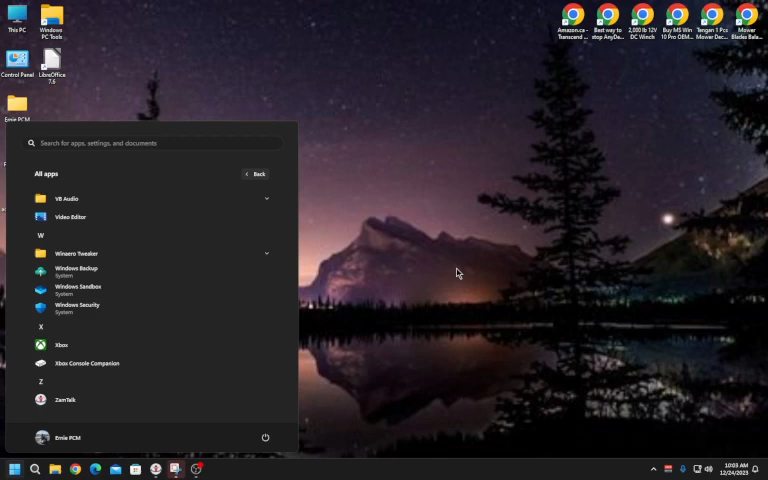 This PC
Windows
PC Tools
Control Panel
LibreOffice
7.6
Ernie PCM
Amazon.ca -
Transcend ...
Best way to
stop AnyDe...
2,000 lb 12V
DC Winch
Buy MS Win
10 Pro OEM...
Tengan 1 Pcs
Mower Dec...
Mower
Blades Bala...
Search for apps, settings, and documents
All apps
Back
VB Audio
Video Editor
W
Winaero Tweaker
Windows Backup
System
Windows Sandbox
System
Windows Security
System
X
Xbox
Xbox Console Companion
Z
ZamTalk
Ernie PCM
10:03 AM
12/24/2023